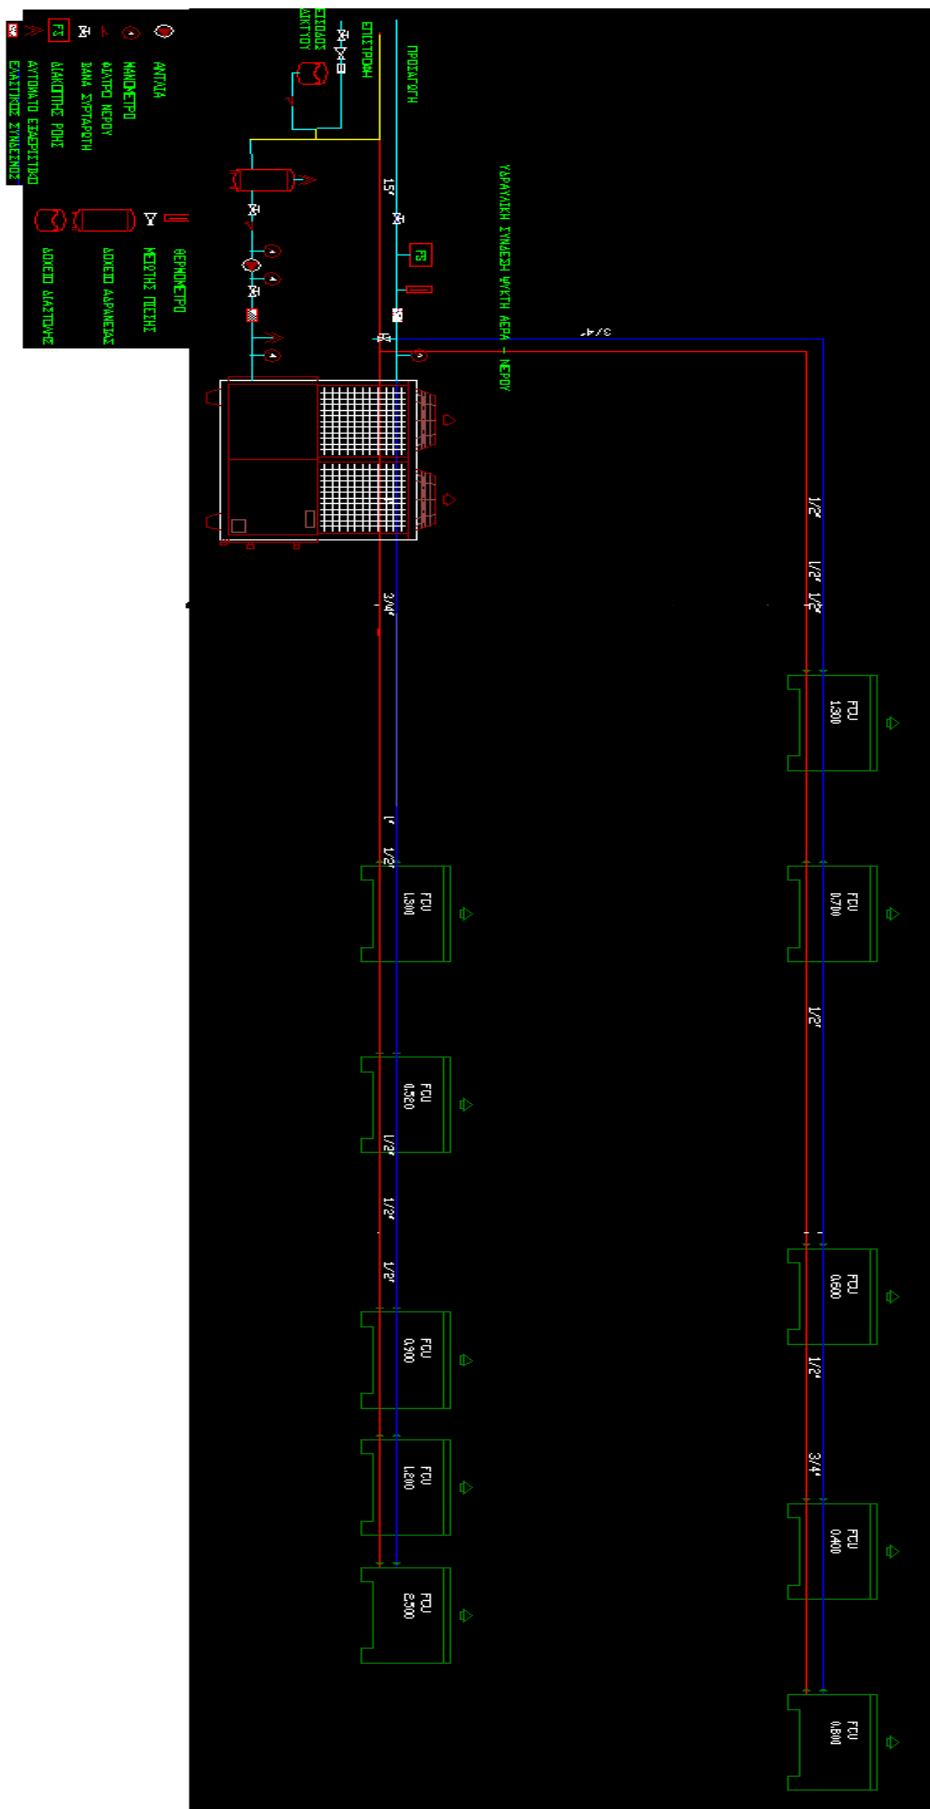 ΑΝΤΛΙΑ
ΜΑΝΟΜΕΤΡΟ
ΦΙΛΤΡΟ ΝΕΡΟΥ
ΒΑΝΑ ΣΥΡΤΑΡΩΤΗ
FS
ΔΙΑΚΟΠΤΗΣ ΡΟΗΣ
ΑΥΤΟΜΑΤΟ ΕΞΑΕΡΙΣΤΙΚΟ
ΕΛΑΣΤΙΚΟΣ ΣΥΝΔΕΣΜΟΣ
ΘΕΡΜΟΜΕΤΡΟ
ΜΕΙΩΤΗΣ ΠΙΕΣΗΣ
ΔΟΧΕΙΟ ΑΔΡΑΝΕΙΑΣ
ΔΟΧΕΙΟ ΔΙΑΣΤΟΛΗΣ
ΕΙΣΟΔΟΣ
ΔΙΚΤΥΟΥ
ΕΠΙΣΤΡΟΦΗ
ΠΡΟΣΑΓΩΓΗ
1.5"
FS
ΥΔΡΑΥΛΙΚΗ ΣΥΝΔΕΣΗ ΨΥΚΤΗ ΑΕΡΑ - ΝΕΡΟΥ
3/4"
1/2"
1/2"
1/2"
FCU
1.300
FCU
0.700
1/2"
FCU
0.600
1/2"
3/4"
FCU
0.400
FCU
0.800
3/4"
1"
1/2"
FCU
1.300
FCU
0.520
1/2"
1/2"
1/2"
FCU
0.900
FCU
1.200
FCU
2.500